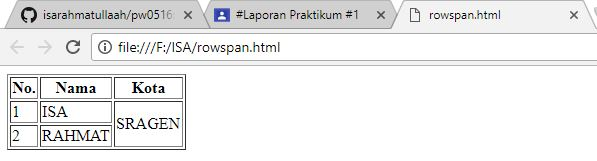 isarahmatullaah/pw0516
#Laporan Praktikum #1
rowspan.html
file:///F:/ISA/rowspan.html
No. Nama Kota
1 ISA SRAGEN
2 RAHMAT